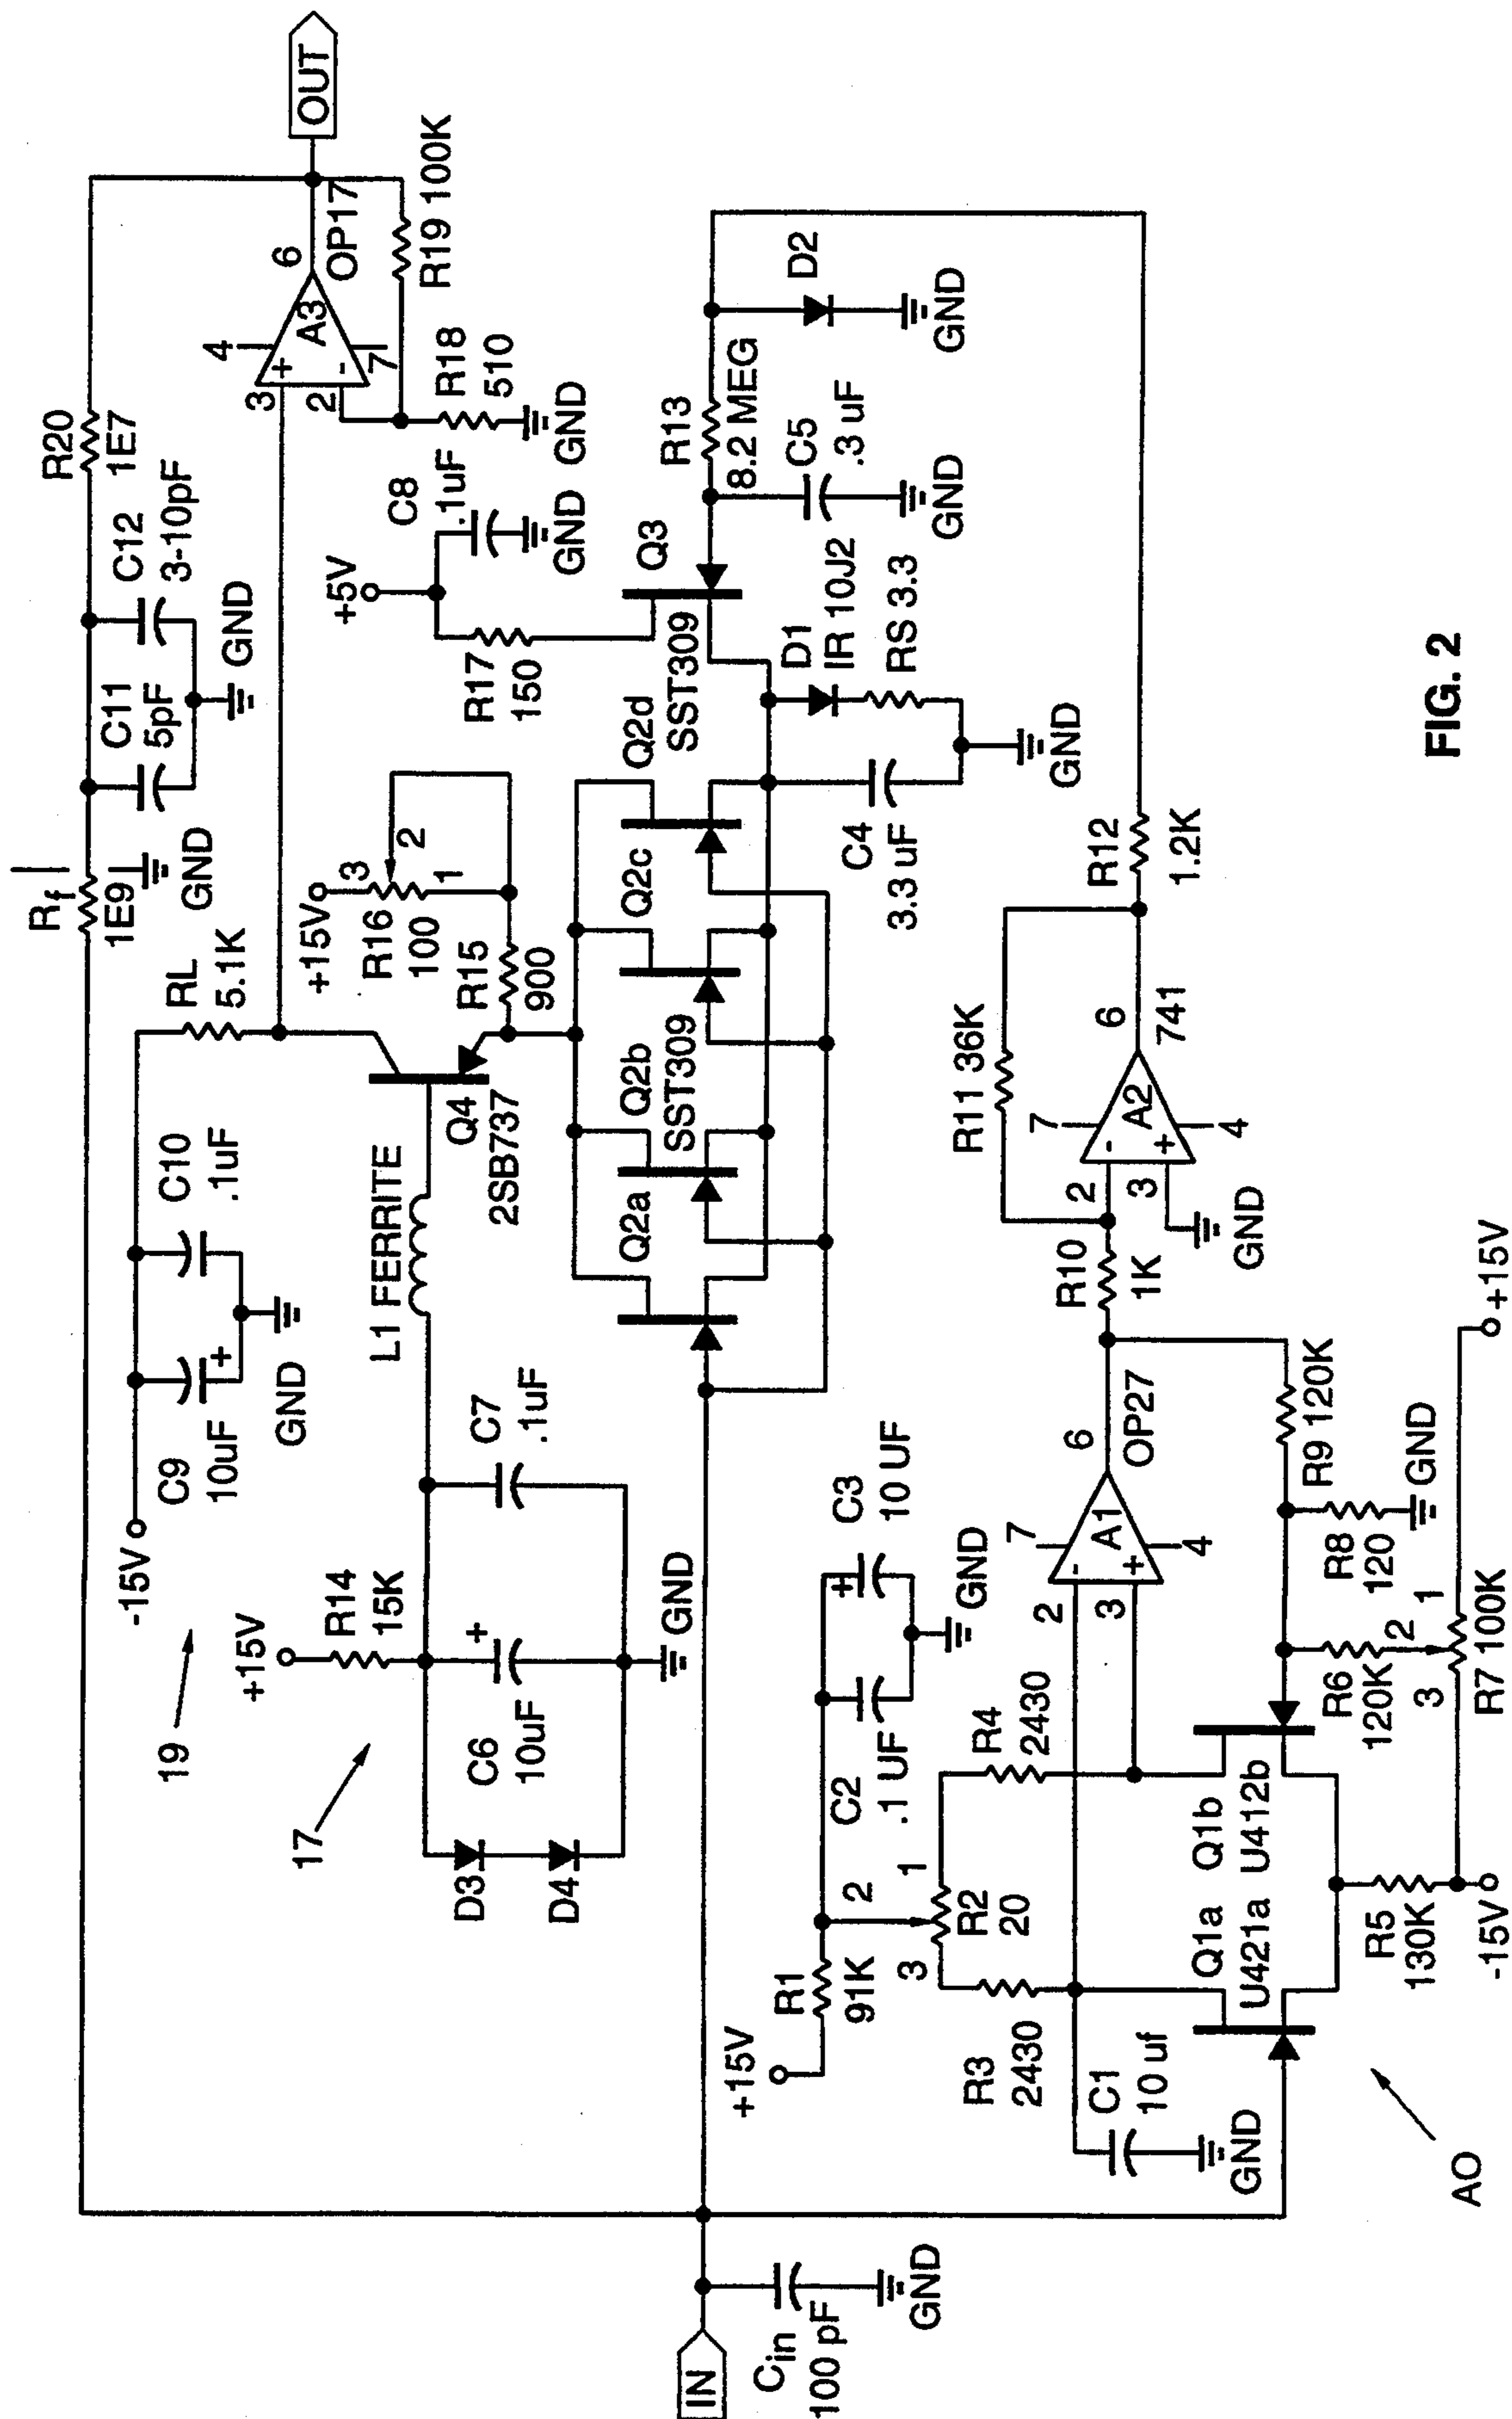 IN
Cin
100 pF
GND
Rf
1E9
GND
C11
5pF
C12
3-10pF
GND
R20
1E7
-15V
C9
10uF
+
C10
.1uF
GND
19
RL
5.1K
3
2
+
-
A3
4
7
6
OP17
OUT
R19 100K
R18
510
GND
17
+15V
R14
15K
D3
D4
C6
10uF
+
C7
.1uF
GND
L1 FERRITE
Q4
2SB737
+15V
3
R16
100
2
1
R15
900
+5V
C8
.1uF
GND
R17
150
Q2a
Q2b
SST309
Q2c
Q2d
SST309
Q3
R13
8.2 MEG
C5
.3 uF
GND
D2
GND
D1
IR 10J2
RS 3.3
C4
3.3 uF
GND
+15V
R1
91K
2
C2
.1 UF
C3
10 UF
+
GND
3
R2
20
1
R3
2430
R4
2430
C1
10 uf
GND
2
3
-
+
A1
7
4
6
OP27
R10
1K
R11 36K
2
3
-
+
A2
7
4
6
741
GND
R12
1.2K
Q1a
U421a
Q1b
U412b
R5
130K
-15V
R6
120K
R8
120
GND
R9 120K
3
2
1
R7 100K
+15V
AO
FIG. 2